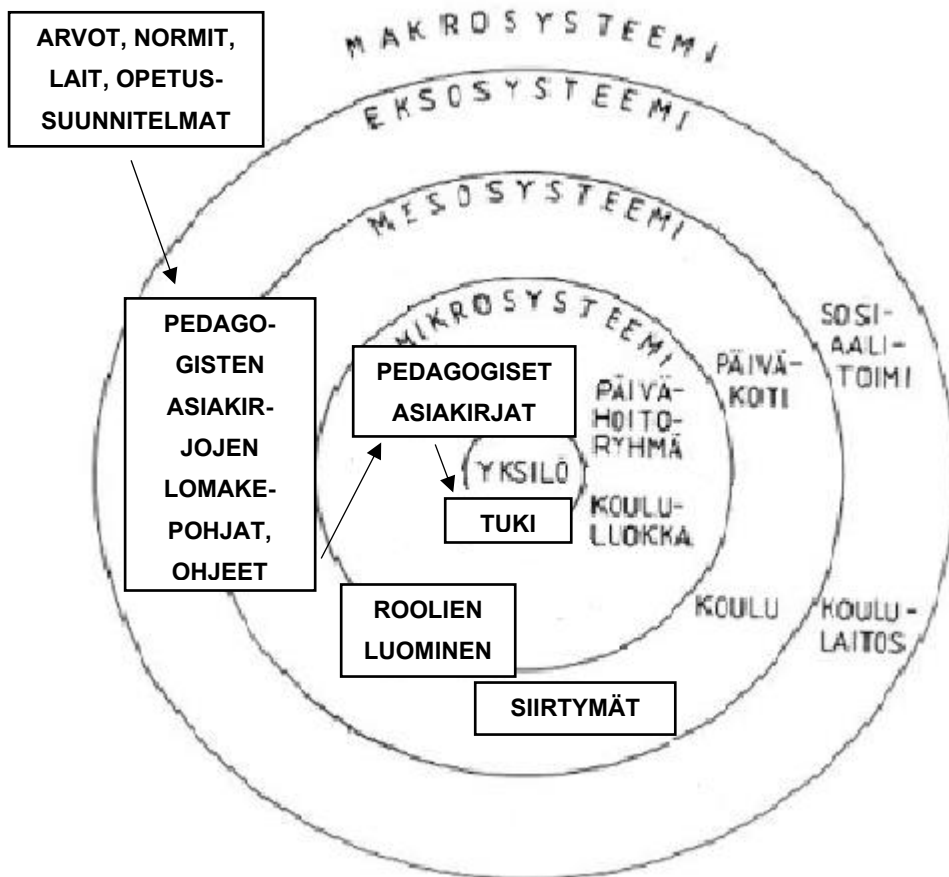 MAKROSYSTEEMI
ARVOT, NORMIT,
LAIT, OPETUS-
SUUNNITELMAT
EKSOSYSTEEMI
MESOSYSTEEMI
MIKROSYSTEEMI
PEDAGO-
GISTEN
ASIAKIR-
JOJEN
LOMAKE-
POHJAT,
OHJEET
PEDAGOGISET
ASIAKIRJAT
PÄIVÄ-
HOITO-
RYHMÄ
PÄIVÄ-
KOTI
SOSI-
AALI-
TOIMI
YKSILÖ
TUKI
KOULU-
LUOKKA
ROOLIEN
LUOMINEN
KOULU
KOULU-
LAITOS
SIIRTYMÄT